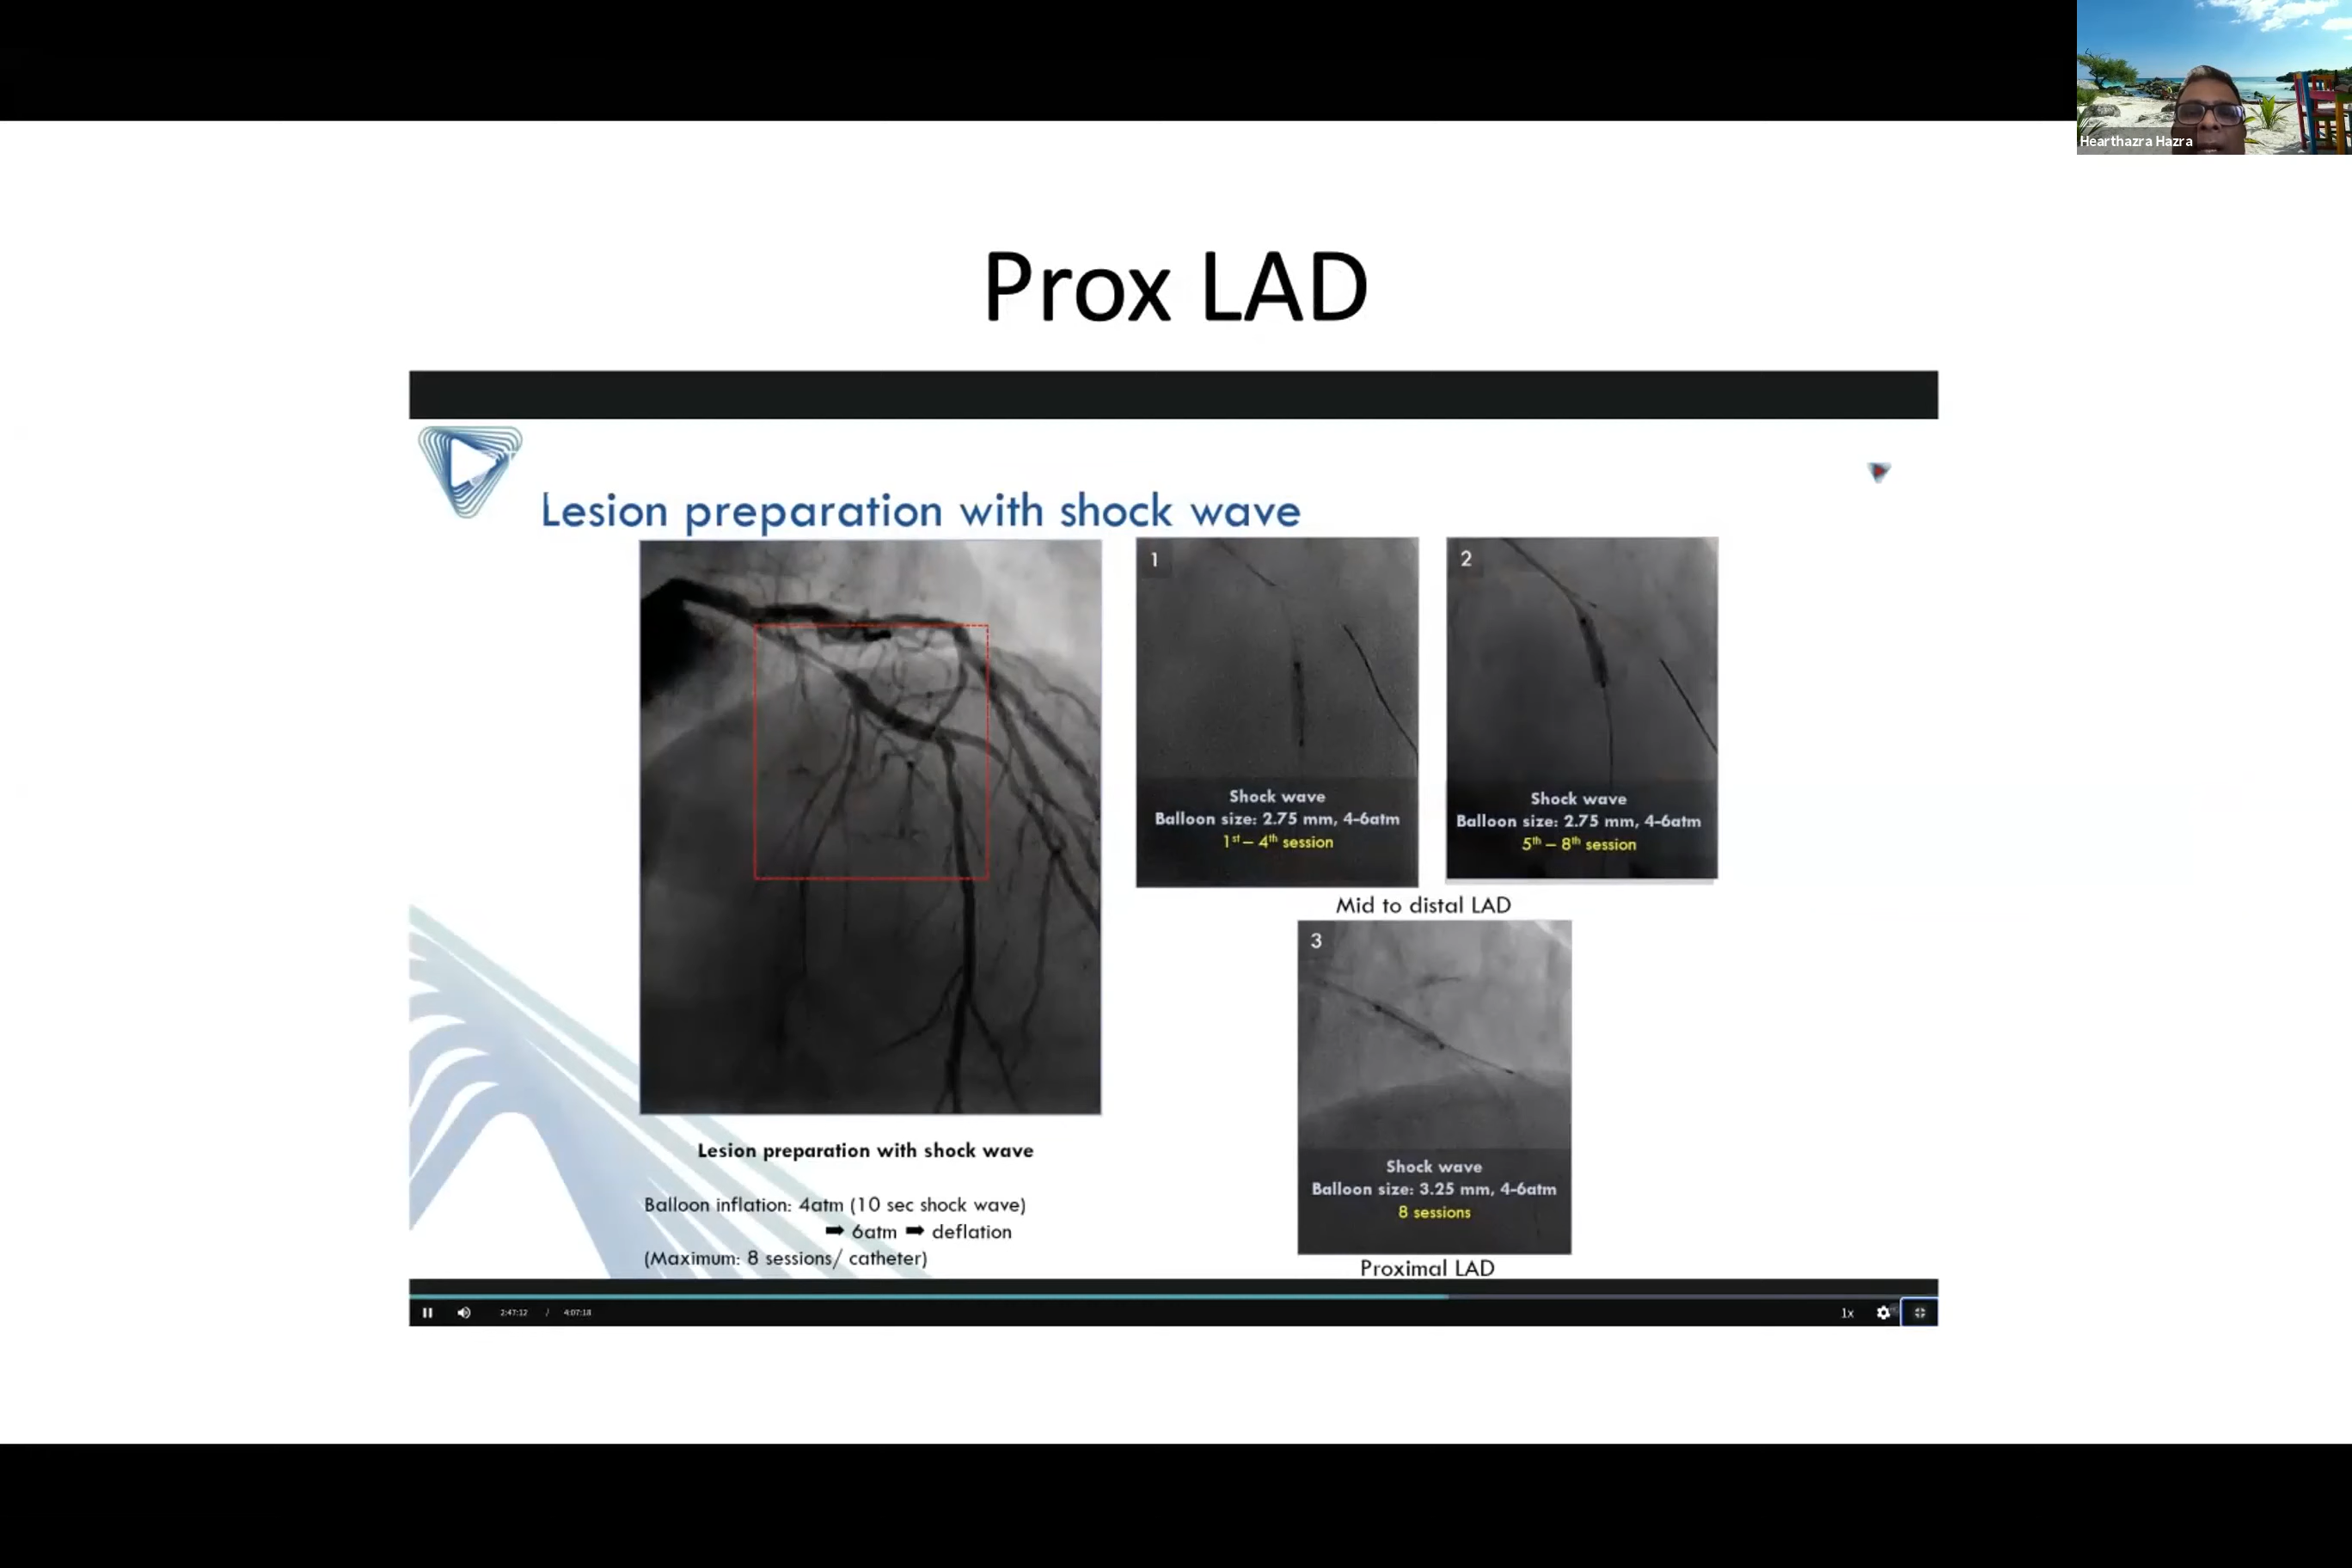 Hearthazra Hazra
Prox LAD
Lesion preparation with shock wave
1
Shock wave
Balloon size: 2.75 mm, 4-6atm
1st – 4th session
2
Shock wave
Balloon size: 2.75 mm, 4-6atm
5th – 8th session
Mid to distal LAD
3
Shock wave
Balloon size: 3.25 mm, 4-6atm
8 sessions
Proximal LAD
Lesion preparation with shock wave
Balloon inflation: 4atm (10 sec shock wave)
➡ 6atm ➡ deflation
(Maximum: 8 sessions/ catheter)
2:47:12 / 4:07:18
1x